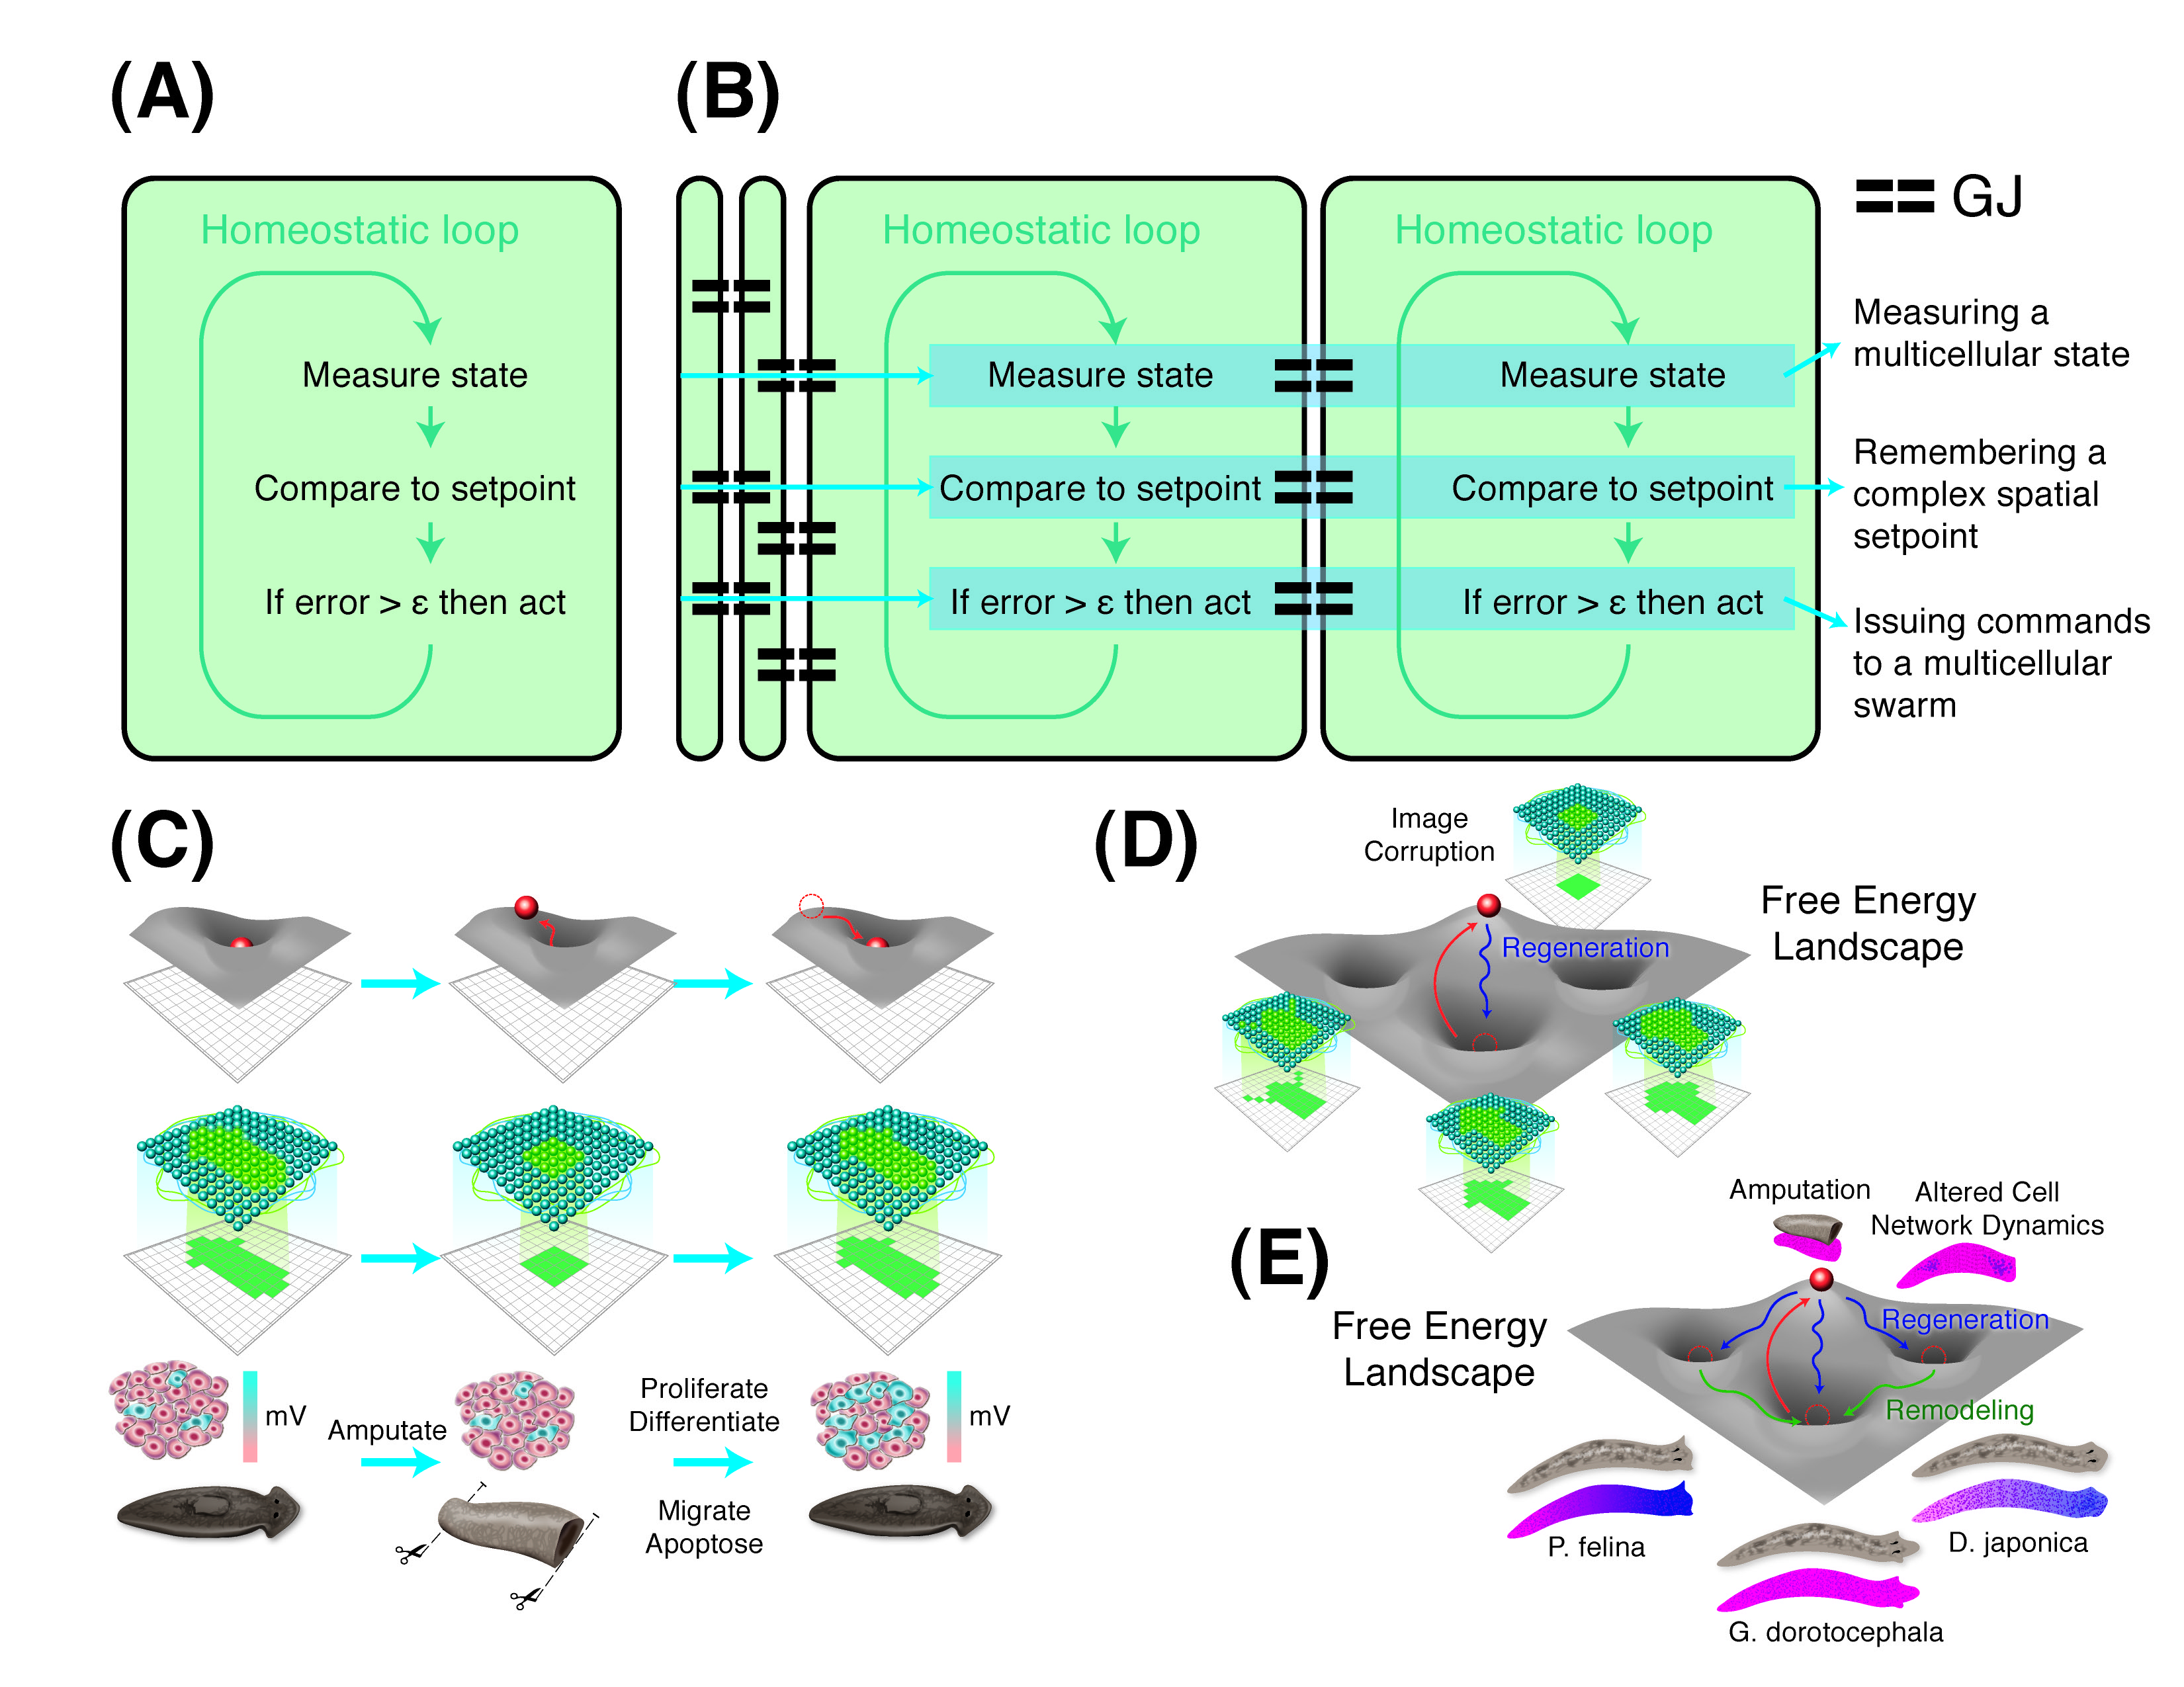 (A)
Homeostatic loop
Measure state
Compare to setpoint
If error > ε then act
(B)
Homeostatic loop
Measure state
Compare to setpoint
If error > ε then act
Homeostatic loop
Measure state
Compare to setpoint
If error > ε then act
GJ
Measuring a
multicellular state
Remembering a
complex spatial
setpoint
Issuing commands
to a multicellular
swarm
(C)
mV
Amputate
Proliferate
Differentiate
Migrate
Apoptose
mV
(D)
Image
Corruption
Free Energy
Landscape
Regeneration
(E)
Free Energy
Landscape
Amputation
Altered Cell
Network Dynamics
Regeneration
Remodeling
P. felina
D. japonica
G. dorotocephala